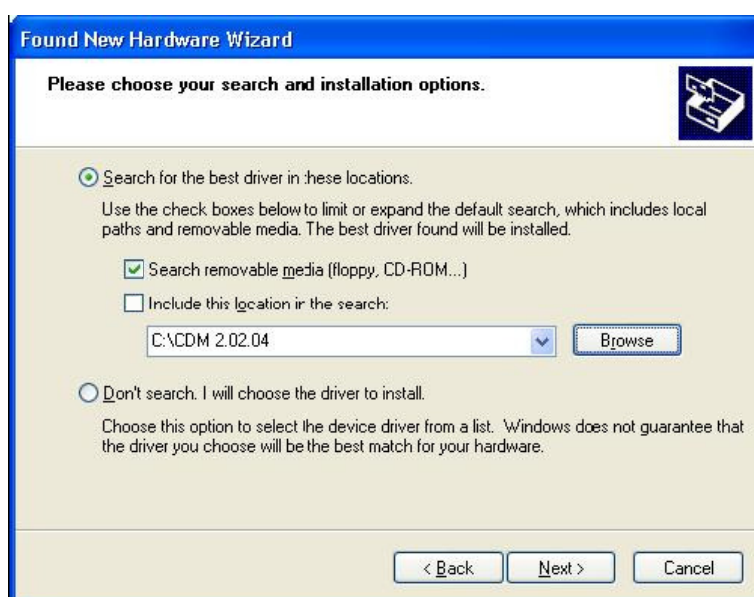 Found New Hardware Wizard
Please choose your search and installation options.
Search for the best driver in these locations.
Use the check boxes below to limit or expand the default search, which includes local
paths and removable media. The best driver found will be installed.
Search removable media (floppy, CD-ROM...)
Include this location in the search:
C:\CDM 2.02.04
Browse
Don't search. I will choose the driver to install.
Choose this option to select the device driver from a list. Windows does not guarantee that
the driver you choose will be the best match for your hardware.
< Back Next > Cancel